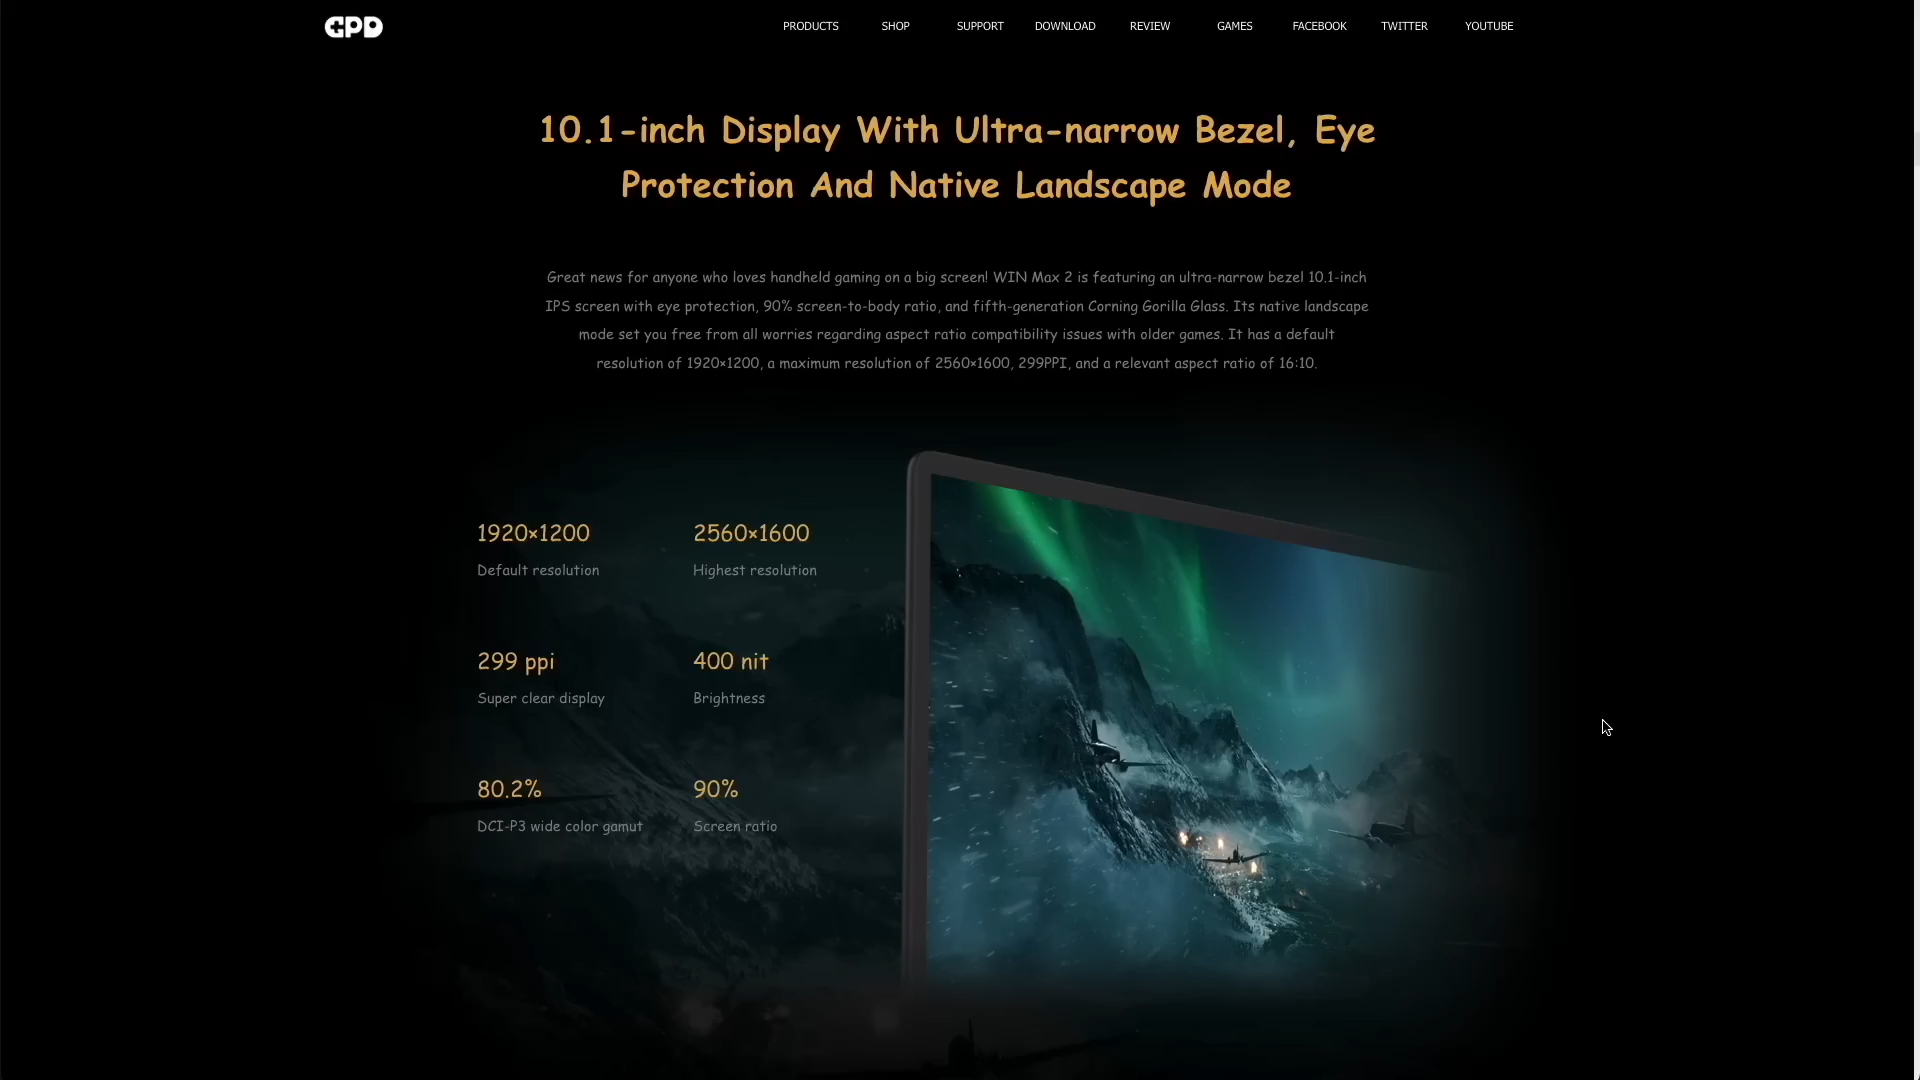 GPD
PRODUCTS SHOP SUPPORT DOWNLOAD REVIEW GAMES FACEBOOK TWITTER YOUTUBE
10.1-inch Display With Ultra-narrow Bezel, Eye
Protection And Native Landscape Mode
Great news for anyone who loves handheld gaming on a big screen! WIN Max 2 is featuring an ultra-narrow bezel 10.1-inch
IPS screen with eye protection, 90% screen-to-body ratio, and fifth-generation Corning Gorilla Glass. Its native landscape
mode set you free from all worries regarding aspect ratio compatibility issues with older games. It has a default
resolution of 1920×1200, a maximum resolution of 2560×1600, 299PPI, and a relevant aspect ratio of 16:10.
1920×1200
Default resolution
2560×1600
Highest resolution
299 ppi
Super clear display
400 nit
Brightness
80.2%
DCI-P3 wide color gamut
90%
Screen ratio